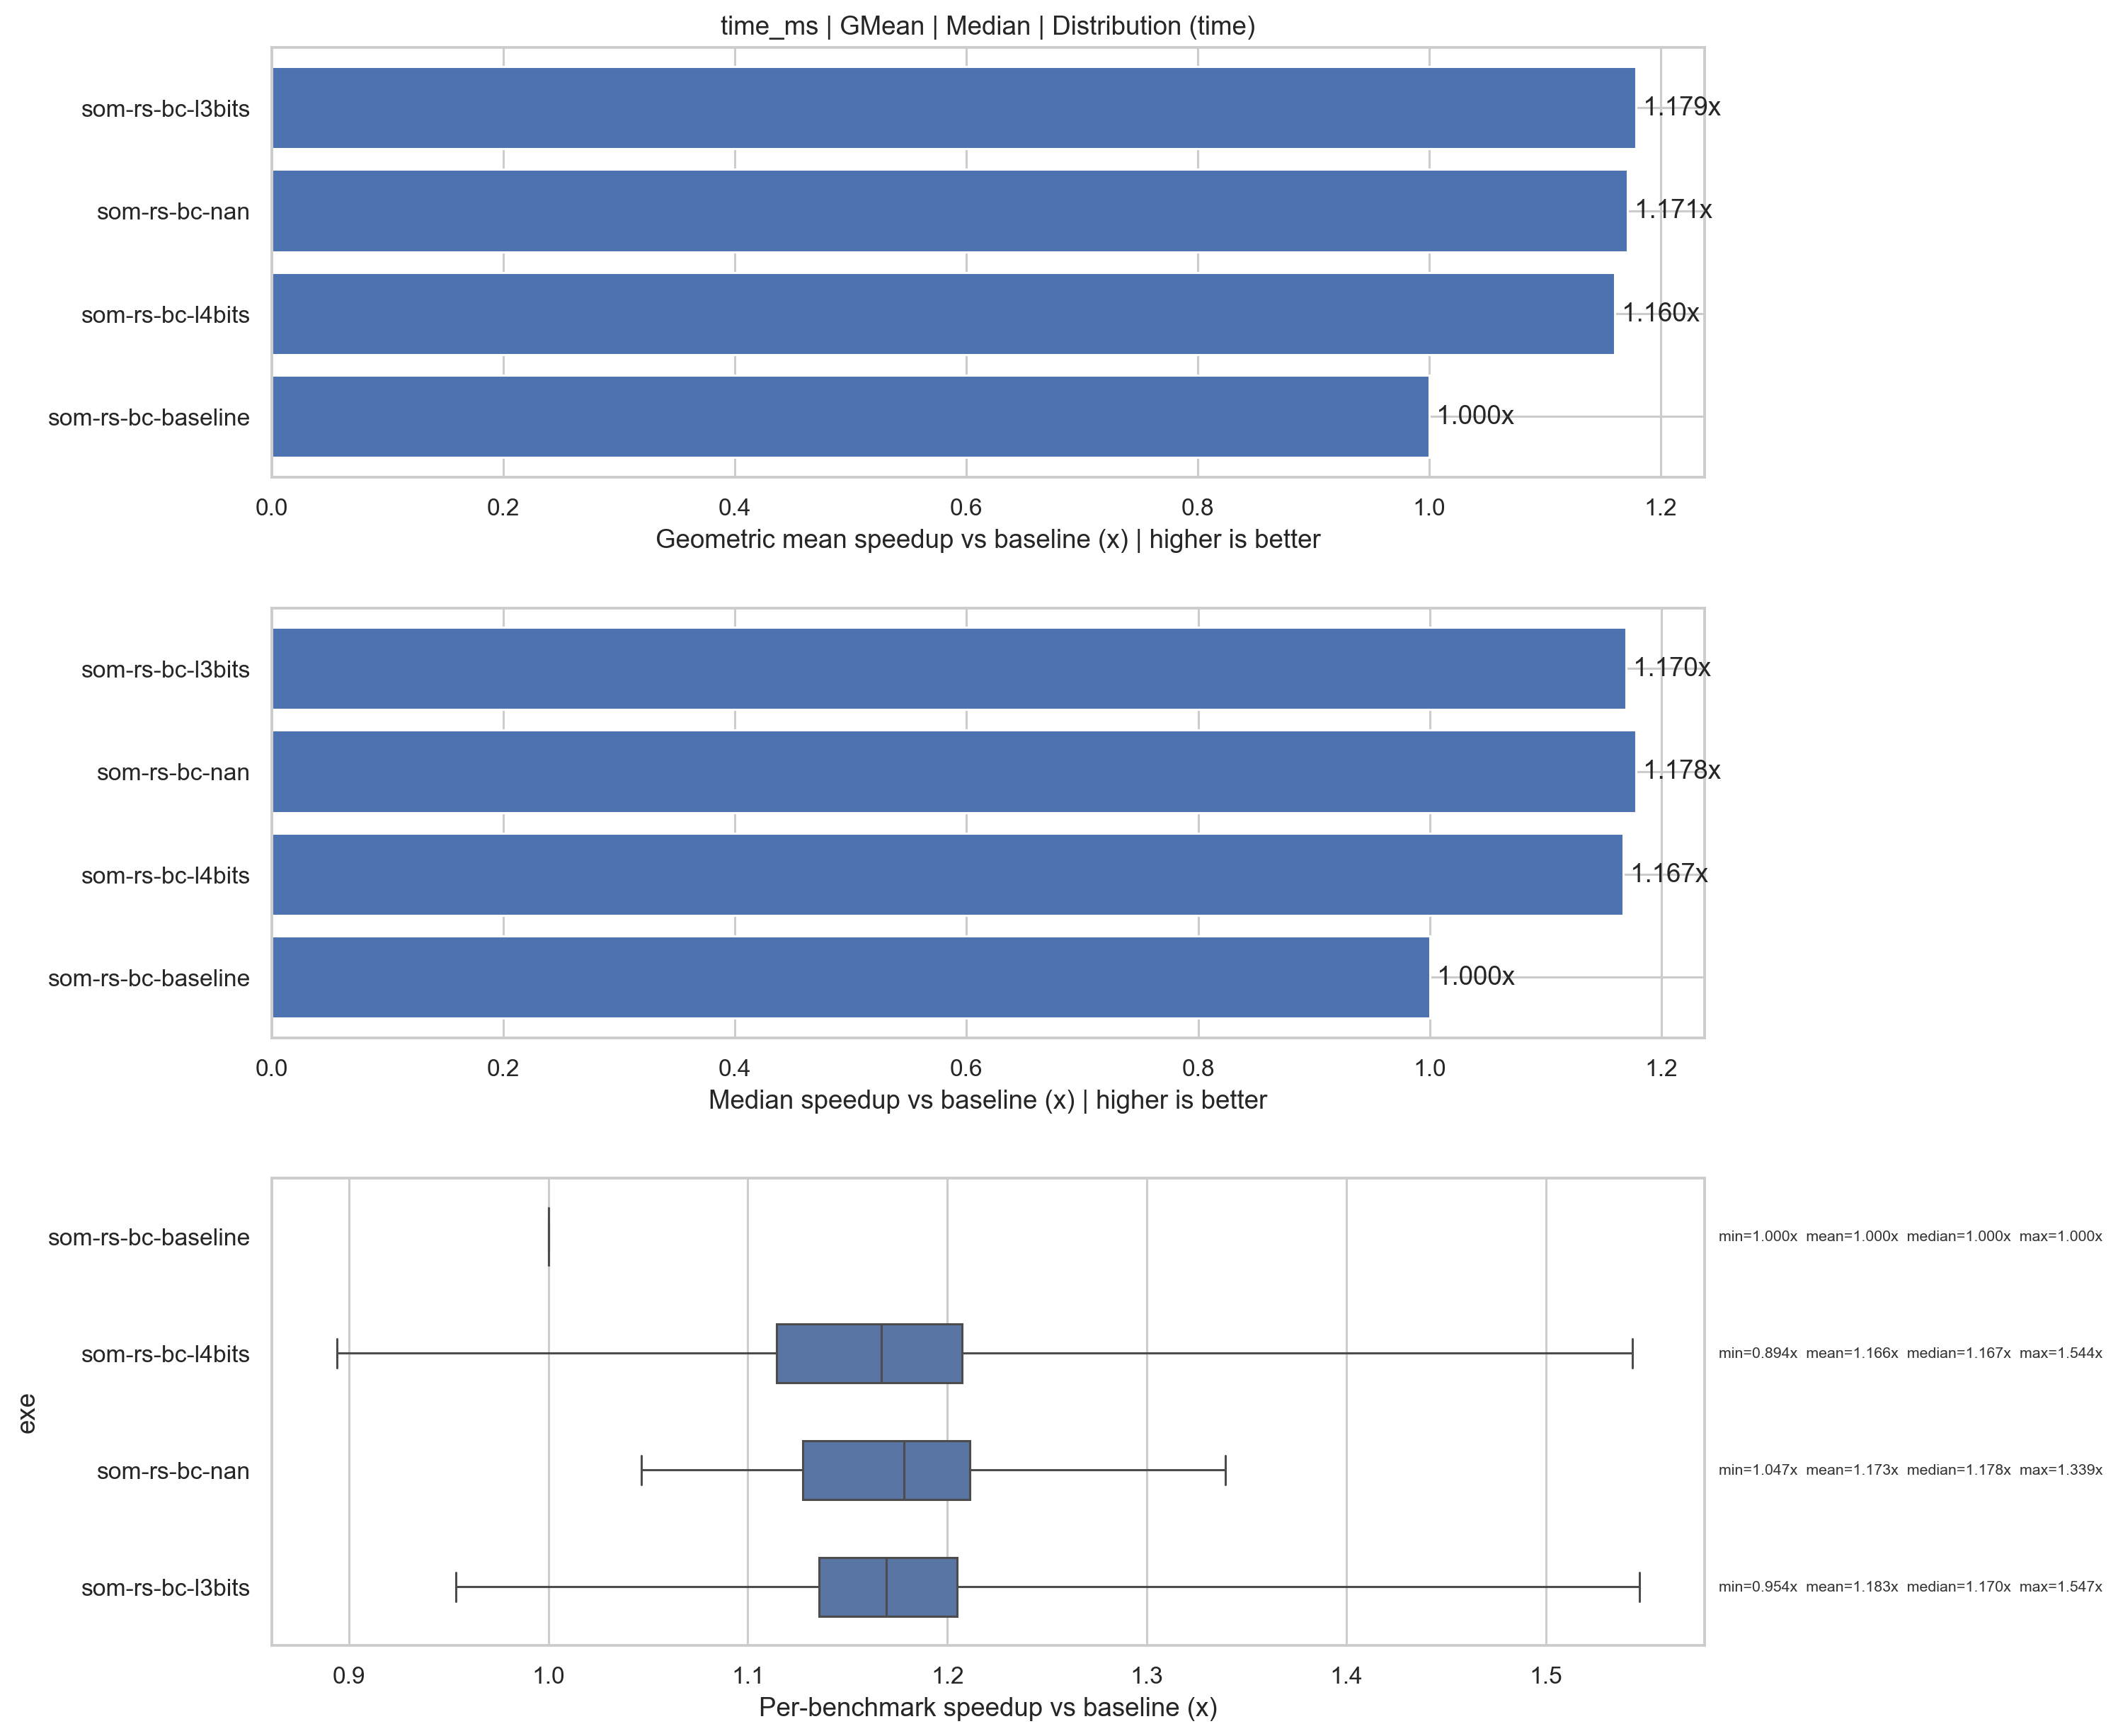 time_ms | GMean | Median | Distribution (time)
som-rs-bc-l3bits
1.179x
som-rs-bc-nan
1.171x
som-rs-bc-l4bits
1.160x
som-rs-bc-baseline
1.000x
0.0 0.2 0.4 0.6 0.8 1.0 1.2
Geometric mean speedup vs baseline (x) | higher is better
som-rs-bc-l3bits
1.170x
som-rs-bc-nan
1.178x
som-rs-bc-l4bits
1.167x
som-rs-bc-baseline
1.000x
0.0 0.2 0.4 0.6 0.8 1.0 1.2
Median speedup vs baseline (x) | higher is better
exe
som-rs-bc-baseline
min=1.000x mean=1.000x median=1.000x max=1.000x
som-rs-bc-l4bits
min=0.894x mean=1.166x median=1.167x max=1.544x
som-rs-bc-nan
min=1.047x mean=1.173x median=1.178x max=1.339x
som-rs-bc-l3bits
min=0.954x mean=1.183x median=1.170x max=1.547x
0.9 1.0 1.1 1.2 1.3 1.4 1.5
Per-benchmark speedup vs baseline (x)